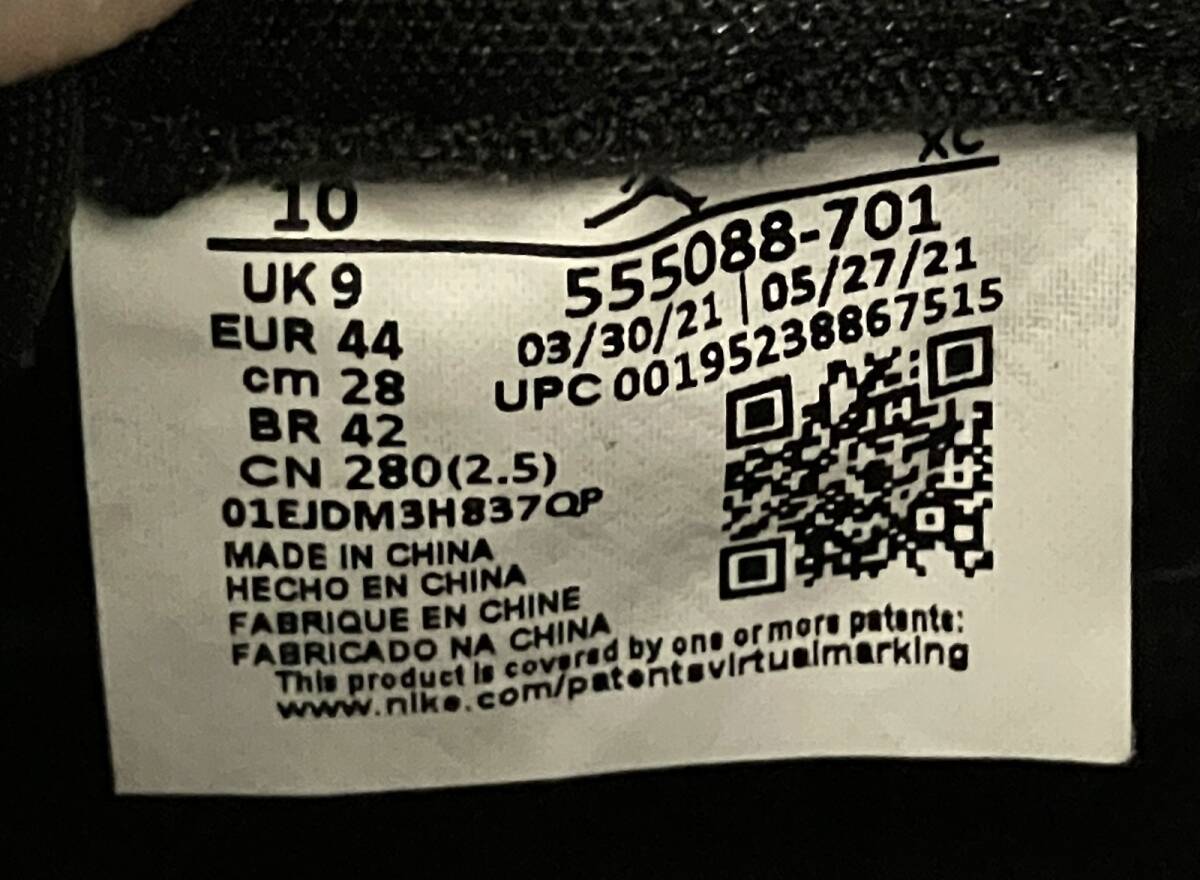 10
XC
UK 9
EUR 44
cm 28
BR 42
CN 280(2.5)
555088-701
03/30/21 | 05/27/21
UPC 00195238867515
01EJDM3H837QP
MADE IN CHINA
HECHO EN CHINA
FABRIQUE EN CHINE
FABRICADO NA CHINA
This product is covered by one or more patents:
www.nike.com/patentsvirtualmarking